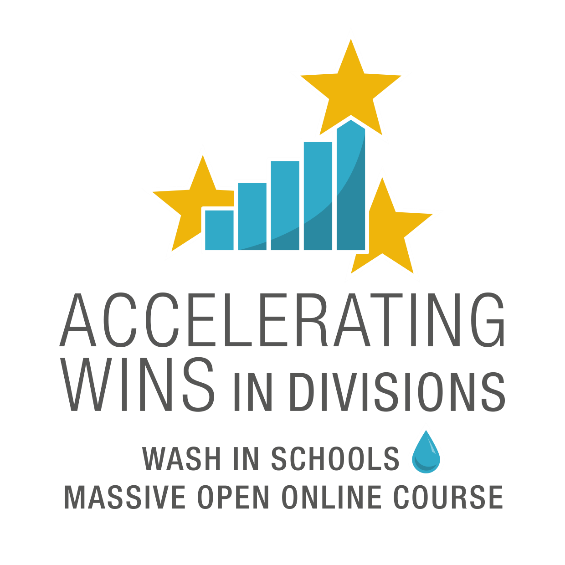 ACCELERATING
WINS IN DIVISIONS
WASH IN SCHOOLS
MASSIVE OPEN ONLINE COURSE